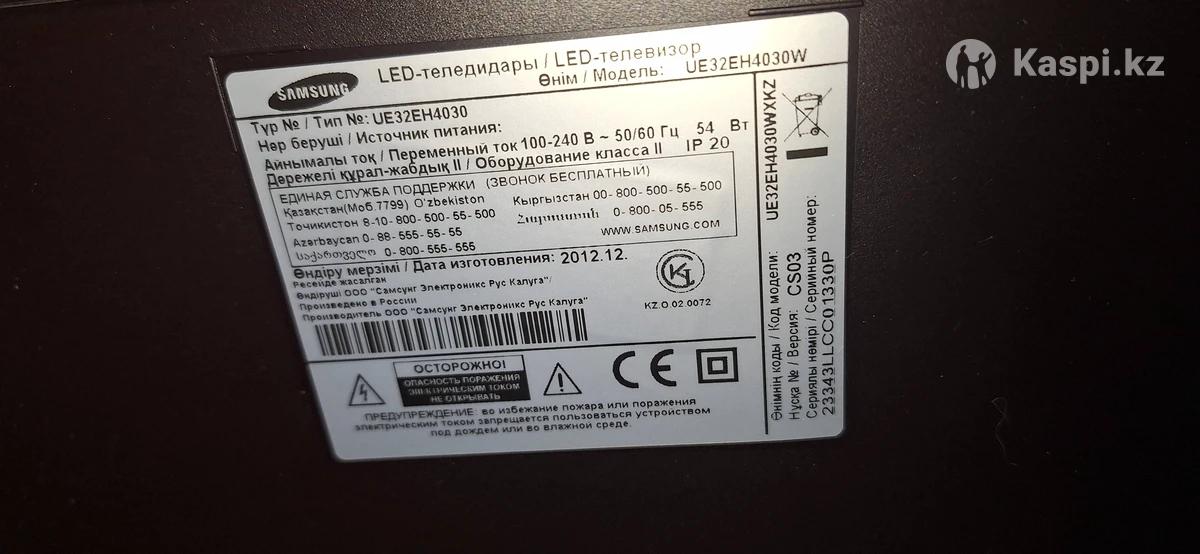 Kaspi.kz
SAMSUNG
LED-теледидары / LED-телевизор
Өнім / Модель: UE32EH4030W
Түр № / Тип №: UE32EH4030
Нәр беруші / Источник питания:
Айнымалы тоқ / Переменный ток 100-240 В ~ 50/60 Гц 54 Вт
Дәрежелі құрал-жабдық II / Оборудование класса II IP 20
ЕДИНАЯ СЛУЖБА ПОДДЕРЖКИ (ЗВОНОК БЕСПЛАТНЫЙ)
Қазақстан(Моб.7799) O'zbekiston Кыргызстан 00-800-500-55-500
Тоҷикистон 8-10-800-500-55-500 Հայաստան 0-800-05-555
Azərbaycan 0-88-555-55-55 WWW.SAMSUNG.COM
საქართველო 0-800-555-555
Өндіру мерзімі / Дата изготовления: 2012.12.
Ресейде жасалған
Өндіруші ООО "Самсунг Электроникс Рус Калуга"/
Произведено в России
Производитель ООО "Самсунг Электроникс Рус Калуга"
KZ.O.02.0072
ОСТОРОЖНО!
ОПАСНОСТЬ ПОРАЖЕНИЯ
ЭЛЕКТРИЧЕСКИМ ТОКОМ
НЕ ОТКРЫВАТЬ
CE
ПРЕДУПРЕЖДЕНИЕ: во избежание пожара или поражения
электрическим током запрещается пользоваться устройством
под дождем или во влажной среде.
UE32EH4030WXKZ
Өнімнің коды / Код модели:
Нұсқа № / Версия: CS03
Сериялы нөмірі / Серийный номер:
23343LLCC01330P